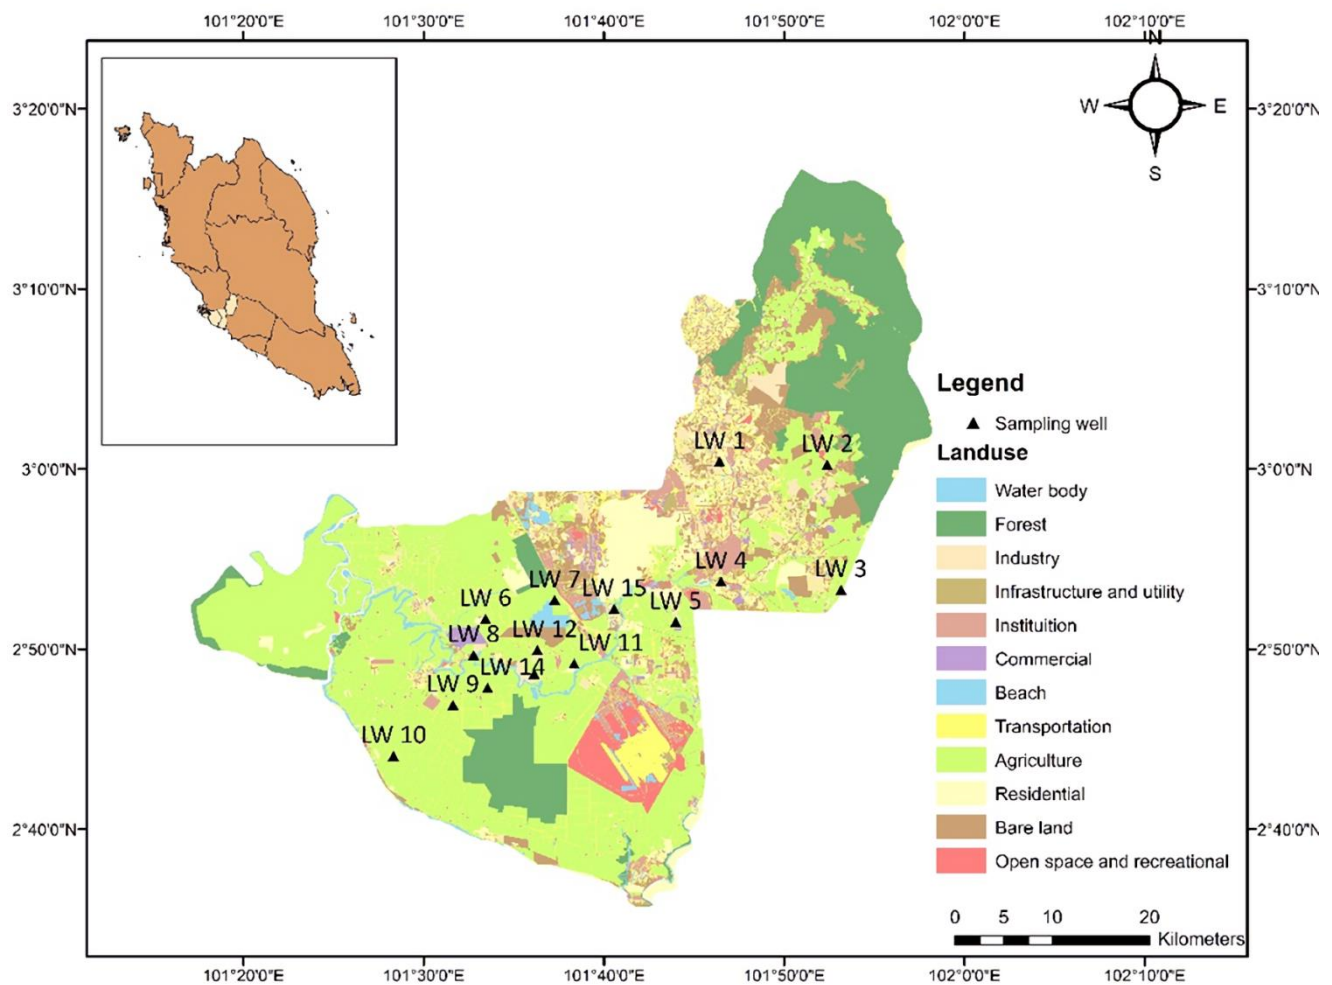 101°20'0"E 101°30'0"E 101°40'0"E 101°50'0"E 102°0'0"E 102°10'0"E
N
3°20'0"N W E 3°20'0"N
S
3°10'0"N 3°10'0"N
Legend
Sampling well
LW 1 LW 2
Landuse
3°0'0"N 3°0'0"N
Water body
Forest
Industry
LW 4 LW 3
Infrastructure and utility
LW 7 LW 15 LW 5
LW 6
Instituition
LW 8 LW 12 LW 11
2°50'0"N 2°50'0"N
Commercial
LW 14
LW 9
Beach
LW 10
Transportation
Agriculture
Residential
2°40'0"N 2°40'0"N
Bare land
Open space and recreational
0 5 10 20
Kilometers
101°20'0"E 101°30'0"E 101°40'0"E 101°50'0"E 102°0'0"E 102°10'0"E